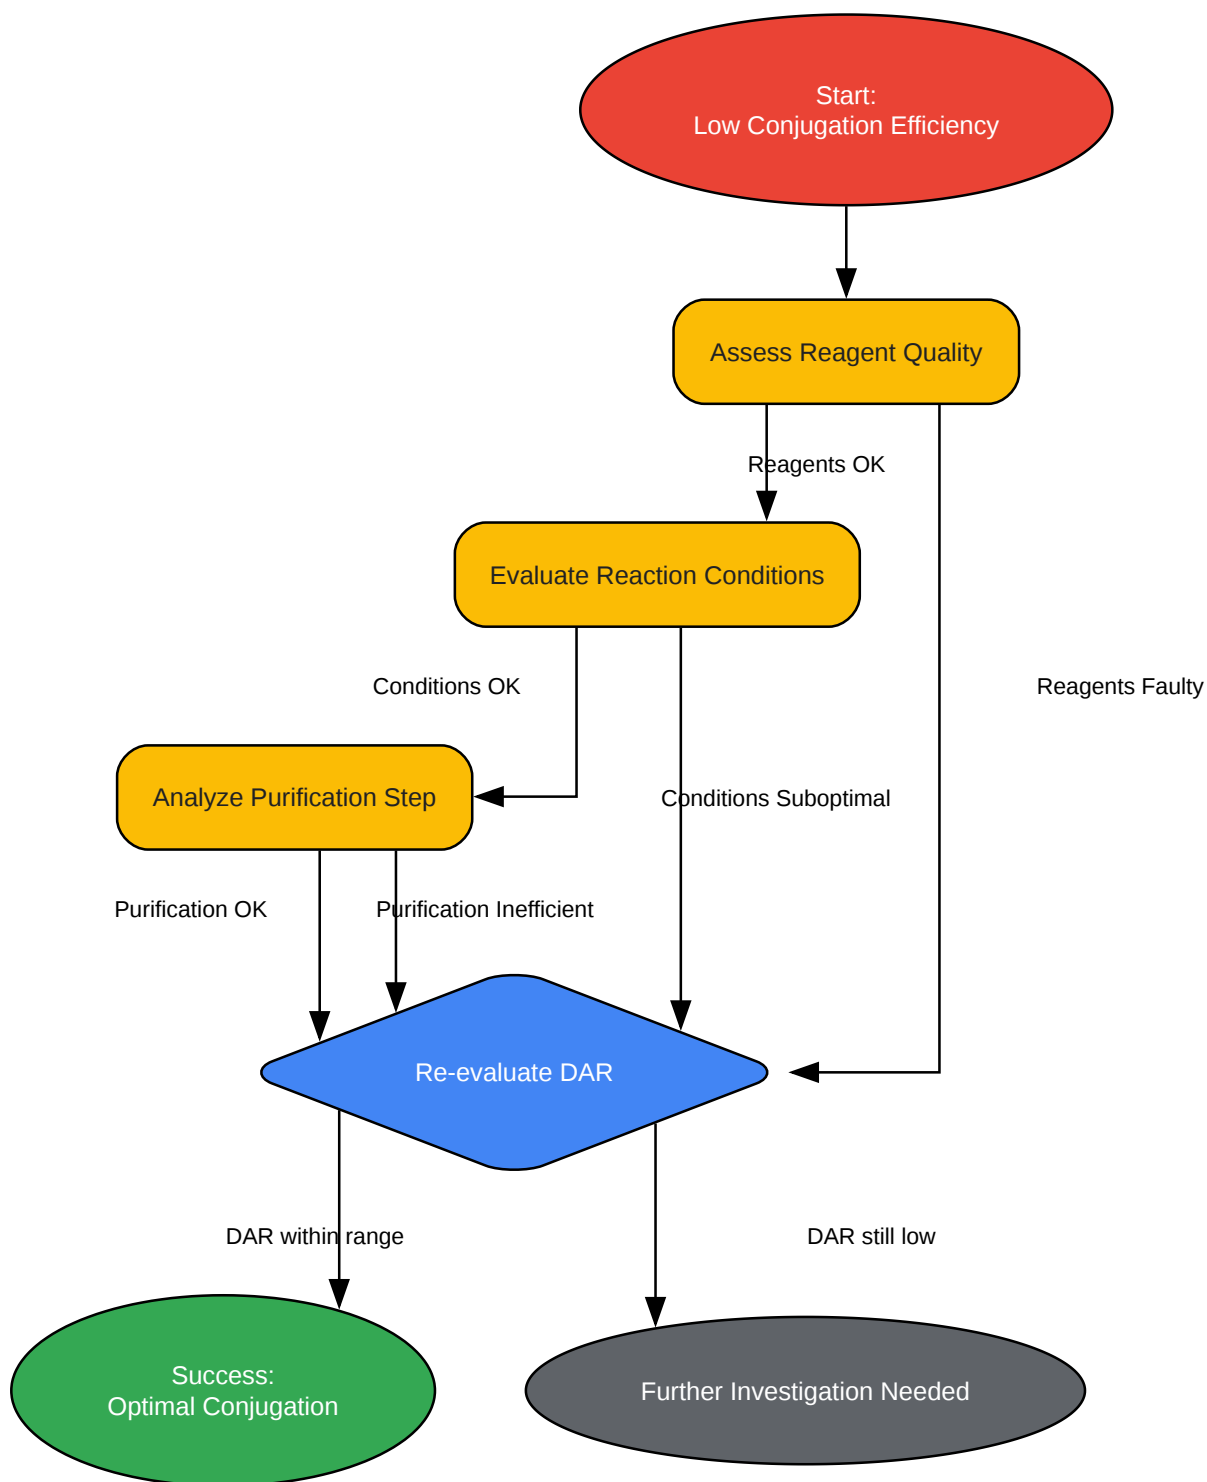 Start:
Low Conjugation Efficiency
Assess Reagent Quality
Reagents OK
Evaluate Reaction Conditions
Conditions OK
Reagents Faulty
Analyze Purification Step
Conditions Suboptimal
Purification OK
Purification Inefficient
Re-evaluate DAR
DAR within range
DAR still low
Success:
Optimal Conjugation
Further Investigation Needed